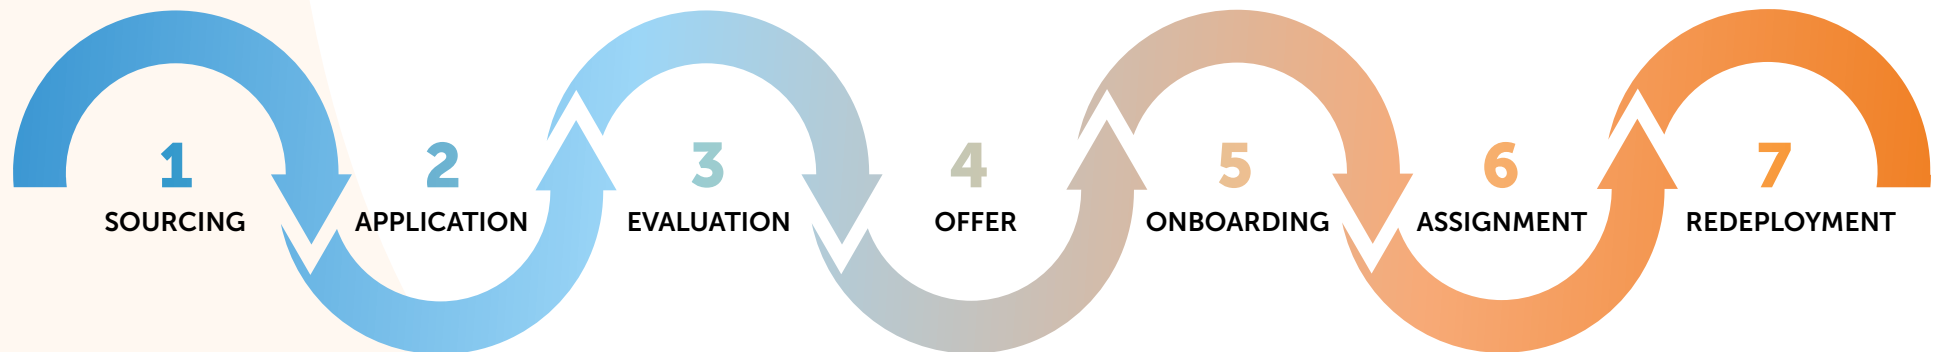 1
SOURCING
2
APPLICATION
3
EVALUATION
4
OFFER
5
ONBOARDING
6
ASSIGNMENT
7
REDEPLOYMENT